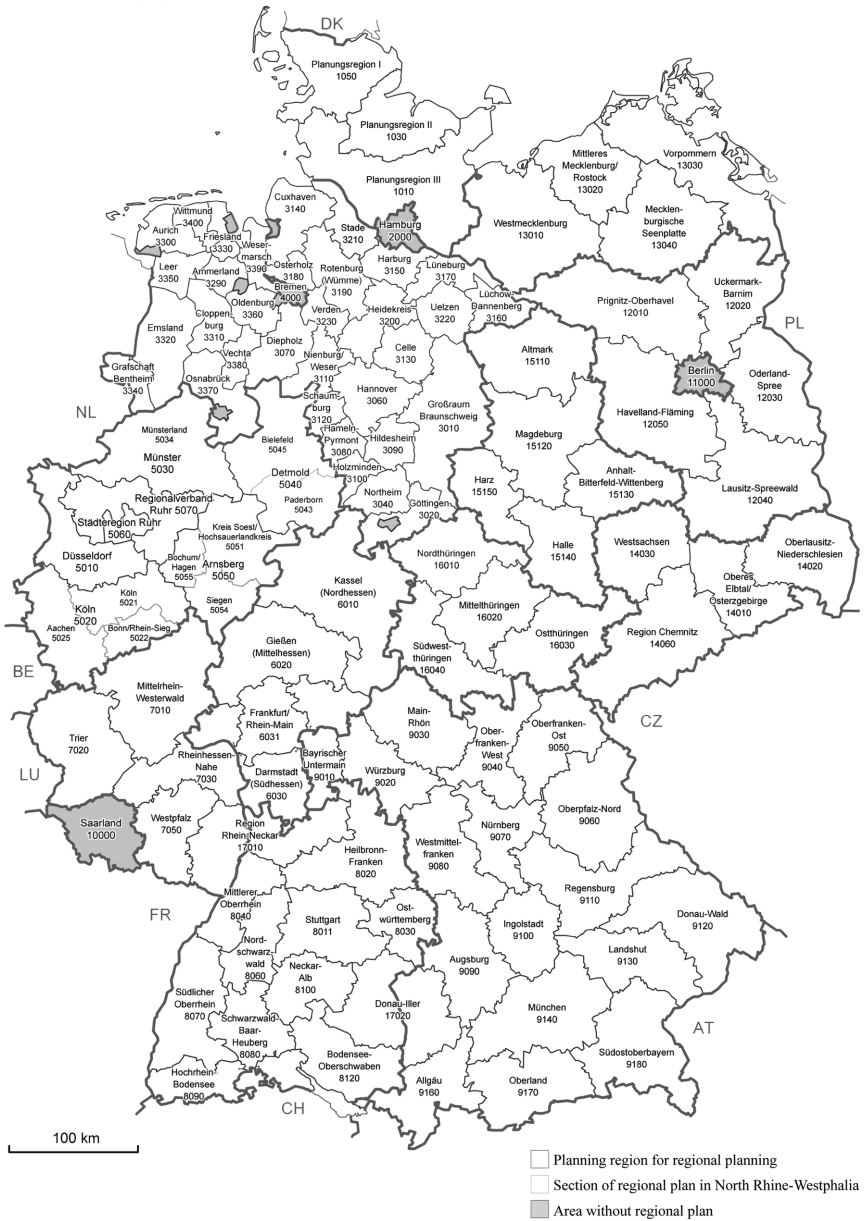 DK
Planungsregion I
1050
Planungsregion II
1030
Planungsregion III
1010
Mittleres
Mecklenburg/
Rostock
13020
Vorpommern
13030
Westmecklenburg
13010
Mecklen-
burgische
Seenplatte
13040
Cuxhaven
3140
Wittmund
3400
Aurich
3300
Friesland
3330
Weser-
marsch
3390
Stade
3210
Hamburg
2000
Leer
3350
Ammerland
3290
Osterholz
3180
Bremen
4000
Rotenburg
(Wümme)
3190
Harburg
3150
Lüneburg
3170
Lüchow-
Dannenberg
3160
Oldenburg
3360
Cloppen-
burg
3310
Verden
3230
Heidekreis
3200
Uelzen
3220
Prignitz-Oberhavel
12010
Uckermark-
Barnim
12020
PL
Emsland
3320
Vechta
3380
Diepholz
3070
Nienburg/
Weser
3110
Celle
3130
Altmark
15110
Berlin
11000
Oderland-
Spree
12030
Grafschaft
Bentheim
3340
Osnabrück
3370
Hannover
3060
Großraum
Braunschweig
3010
Havelland-Fläming
12050
NL
Schaum-
burg
3120
Hameln-
Pyrmont
3080
Hildesheim
3090
Magdeburg
15120
Münsterland
5034
Münster
5030
Bielefeld
5045
Detmold
5040
Paderborn
5043
Holzminden
3100
Northeim
3040
Göttingen
3020
Harz
15150
Anhalt-
Bitterfeld-Wittenberg
15130
Lausitz-Spreewald
12040
Regionalverband
Ruhr 5070
Städteregion Ruhr
5060
Düsseldorf
5010
Kreis Soest/
Hochsauerlandkreis
5051
Bochum/
Hagen
5055
Arnsberg
5050
Siegen
5054
Nordthüringen
16010
Halle
15140
Westsachsen
14030
Oberlausitz-
Niederschlesien
14020
Oberes
Elbtal/
Osterzgebirge
14010
Kassel
(Nordhessen)
6010
Köln
5021
Köln
5020
Aachen
5025
Bonn/Rhein-Sieg
5022
Mittelthüringen
16020
Ostthüringen
16030
Region Chemnitz
14060
Gießen
(Mittelhessen)
6020
Südwest-
thüringen
16040
BE
Mittelrhein-
Westerwald
7010
Trier
7020
Frankfurt/
Rhein-Main
6031
Main-
Rhön
9030
Ober-
franken-
West
9040
Oberfranken-
Ost
9050
CZ
LU
Rheinhessen-
Nahe
7030
Darmstadt
(Südhessen)
6030
Bayrischer
Untermain
9010
Würzburg
9020
Saarland
10000
Westpfalz
7050
Region
Rhein-Neckar
17010
Heilbronn-
Franken
8020
Westmittel-
franken
9080
Nürnberg
9070
Oberpfalz-Nord
9060
FR
Mittlerer
Oberrhein
8040
Stuttgart
8011
Ost-
württemberg
8030
Ingolstadt
9100
Regensburg
9110
Donau-Wald
9120
Nord-
schwarz-
wald
8060
Neckar-
Alb
8100
Augsburg
9090
Landshut
9130
Südlicher
Oberrhein
8070
Schwarzwald-
Baar-
Heuberg
8080
Donau-Iller
17020
München
9140
AT
Hochrhein-
Bodensee
8090
Bodensee-
Oberschwaben
8120
Allgäu
9160
Oberland
9170
Südostoberbayern
9180
CH
100 km
Planning region for regional planning
Section of regional plan in North Rhine-Westphalia
Area without regional plan